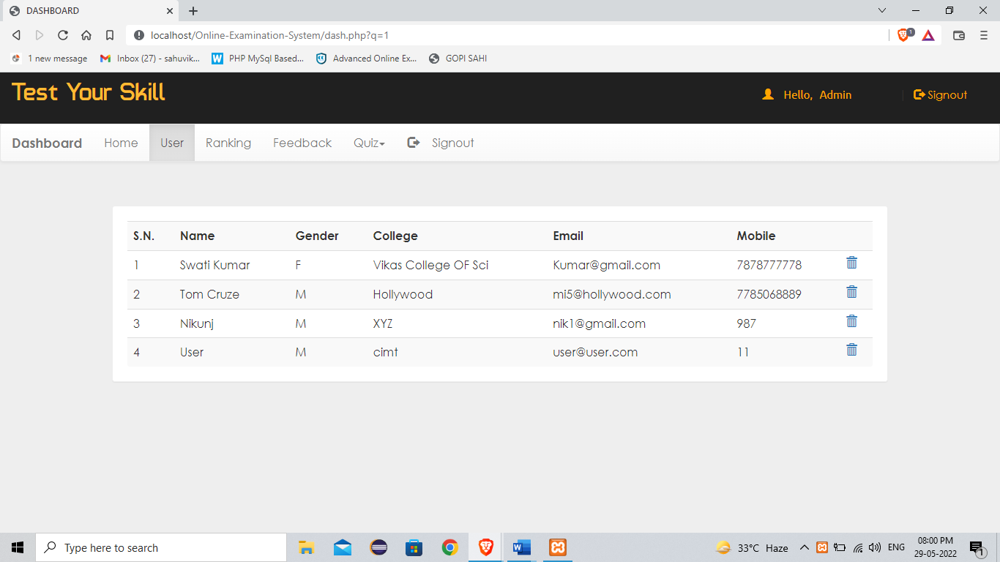 DASHBOARD
localhost/Online-Examination-System/dash.php?q=1
1
1 new message Inbox (27) - sahuvik... PHP MySql Based... Advanced Online Ex... GOPI SAHI
Test Your Skill Hello, Admin Signout
Dashboard Home User Ranking Feedback Quiz Signout
S.N. Name Gender College Email Mobile
1 Swati Kumar F Vikas College OF Sci Kumar@gmail.com 7878777778
2 Tom Cruze M Hollywood mi5@hollywood.com 7785068889
3 Nikunj M XYZ nik1@gmail.com 987
4 User M cimt user@user.com 11
Type here to search 33°C Haze ENG 08:00 PM
29-05-2022 1